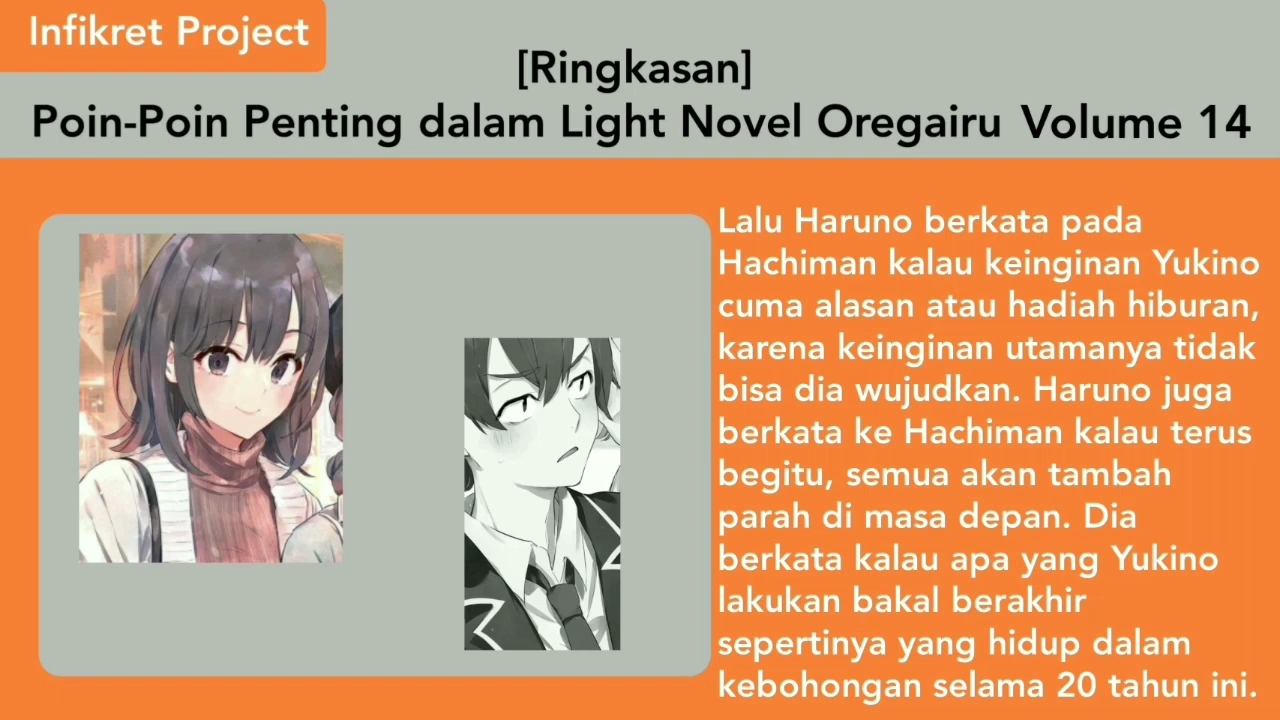 Infikret Project
[Ringkasan]
Poin-Poin Penting dalam Light Novel Oregairu Volume 14
Lalu Haruno berkata pada
Hachiman kalau keinginan Yukino
cuma alasan atau hadiah hiburan,
karena keinginan utamanya tidak
bisa dia wujudkan. Haruno juga
berkata ke Hachiman kalau terus
begitu, semua akan tambah
parah di masa depan. Dia
berkata kalau apa yang Yukino
lakukan bakal berakhir
sepertinya yang hidup dalam
kebohongan selama 20 tahun ini.